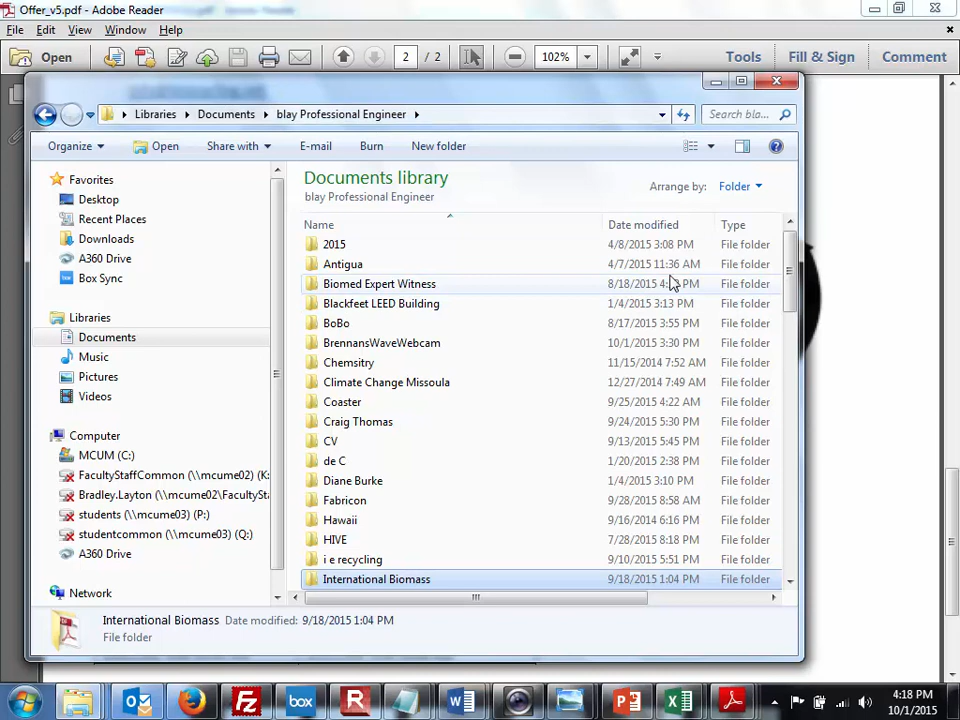 Offer_v5.pdf - Adobe Reader
File Edit View Window Help
Open 2 / 2 102% Tools Fill & Sign Comment
Libraries Documents blay Professional Engineer Search bla...
Organize Open Share with E-mail Burn New folder
Documents library
blay Professional Engineer
Arrange by: Folder
Name Date modified Type
2015 4/8/2015 3:08 PM File folder
Antigua 4/7/2015 11:36 AM File folder
Biomed Expert Witness 8/18/2015 PM File folder
Blackfeet LEED Building 1/4/2015 3:13 PM File folder
BoBo 8/17/2015 3:55 PM File folder
BrennansWaveWebcam 10/1/2015 3:30 PM File folder
Chemsitry 11/15/2014 7:52 AM File folder
Climate Change Missoula 12/27/2014 7:49 AM File folder
Coaster 9/25/2015 4:22 AM File folder
Craig Thomas 9/24/2015 5:30 PM File folder
CV 9/13/2015 5:45 PM File folder
de C 1/20/2015 2:38 PM File folder
Diane Burke 1/4/2015 3:10 PM File folder
Fabricon 9/28/2015 8:58 AM File folder
Hawaii 9/16/2014 6:16 PM File folder
HIVE 7/28/2015 8:18 PM File folder
i e recycling 9/10/2015 5:51 PM File folder
International Biomass 9/18/2015 1:04 PM File folder
Favorites
Desktop
Recent Places
Downloads
A360 Drive
Box Sync
Libraries
Documents
Music
Pictures
Videos
Computer
MCUM (C:)
FacultyStaffCommon (\\mcume02) (K:
Bradley.Layton (\\mcume02\FacultySta
students (\\mcume03) (P:)
studentcommon (\\mcume03) (Q:)
A360 Drive
Network
International Biomass Date modified: 9/18/2015 1:04 PM
File folder
box
4:18 PM
10/1/2015